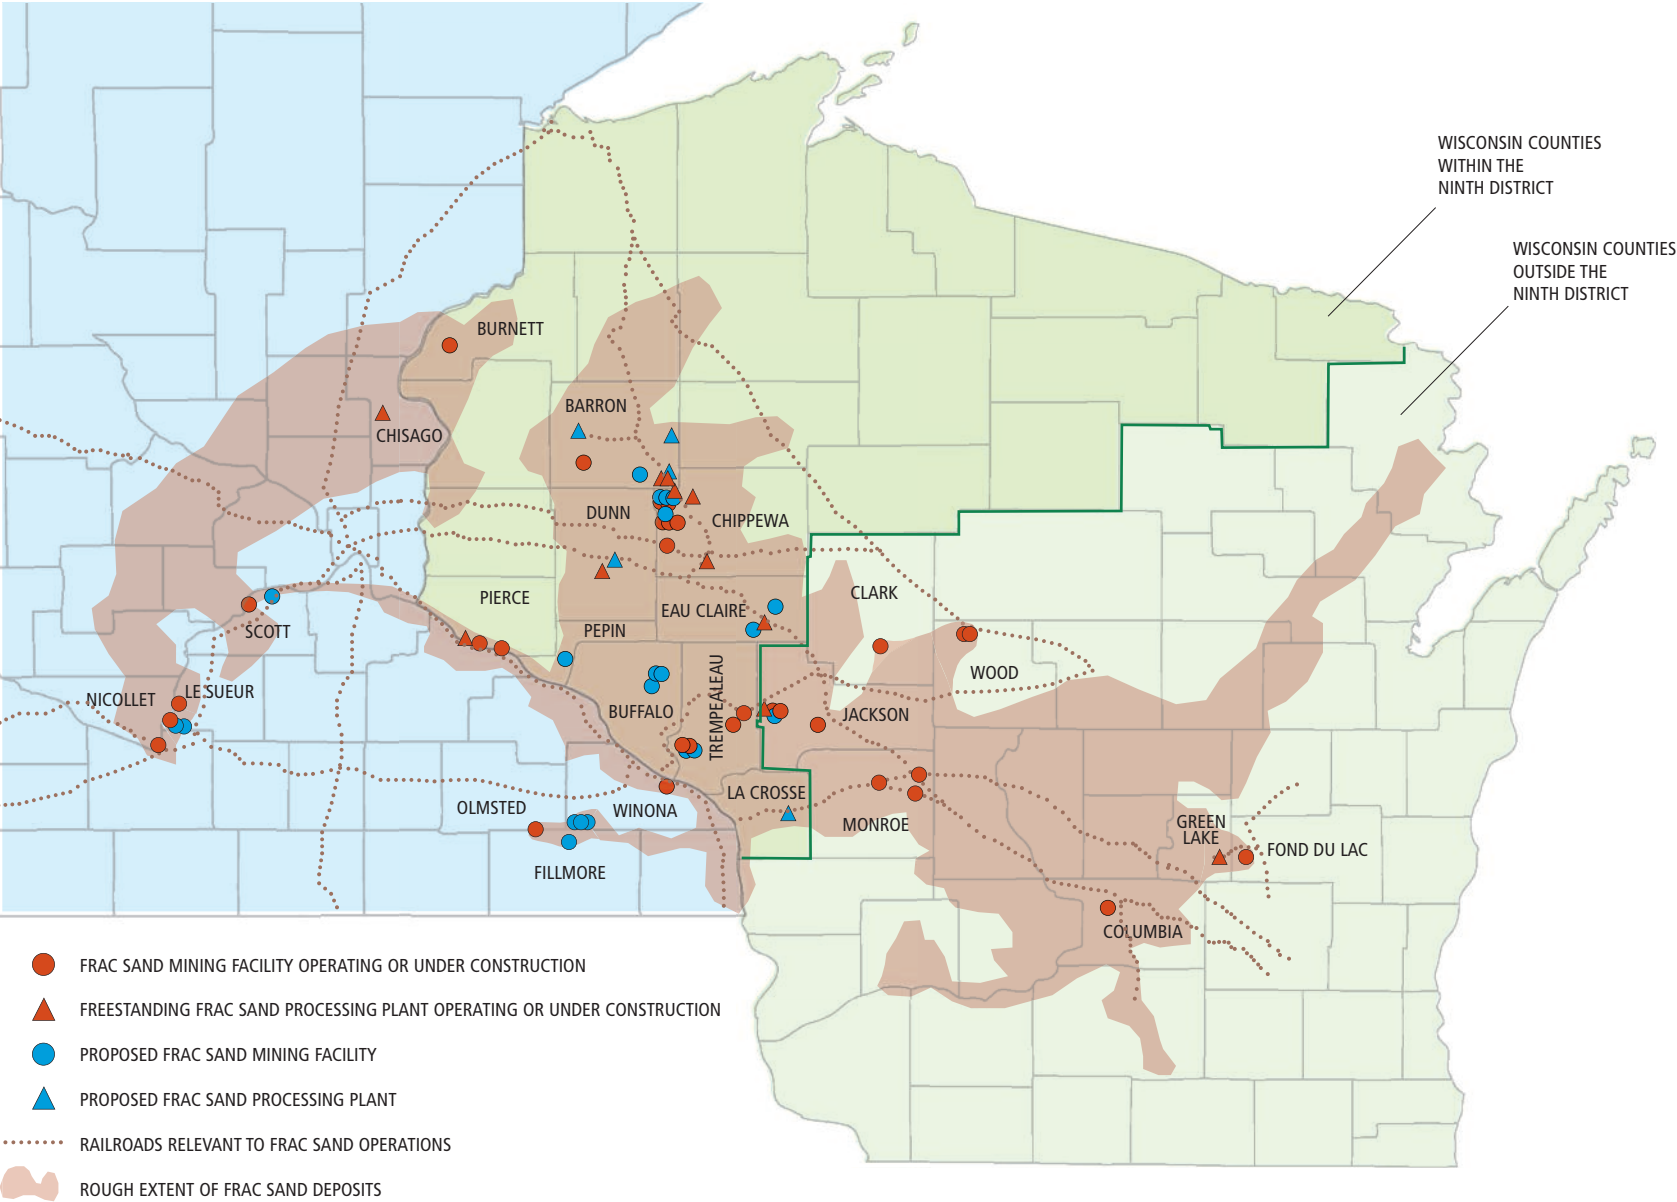 WISCONSIN COUNTIES
WITHIN THE
NINTH DISTRICT
WISCONSIN COUNTIES
OUTSIDE THE
NINTH DISTRICT
BURNETT
BARRON
CHISAGO
DUNN
CHIPPEWA
PIERCE
EAU CLAIRE
CLARK
SCOTT
PEPIN
WOOD
NICOLLET
LE SUEUR
BUFFALO
TREMPEALEAU
JACKSON
LA CROSSE
OLMSTED
WINONA
MONROE
GREEN
LAKE
FOND DU LAC
FILLMORE
COLUMBIA
FRAC SAND MINING FACILITY OPERATING OR UNDER CONSTRUCTION
FREESTANDING FRAC SAND PROCESSING PLANT OPERATING OR UNDER CONSTRUCTION
PROPOSED FRAC SAND MINING FACILITY
PROPOSED FRAC SAND PROCESSING PLANT
RAILROADS RELEVANT TO FRAC SAND OPERATIONS
ROUGH EXTENT OF FRAC SAND DEPOSITS